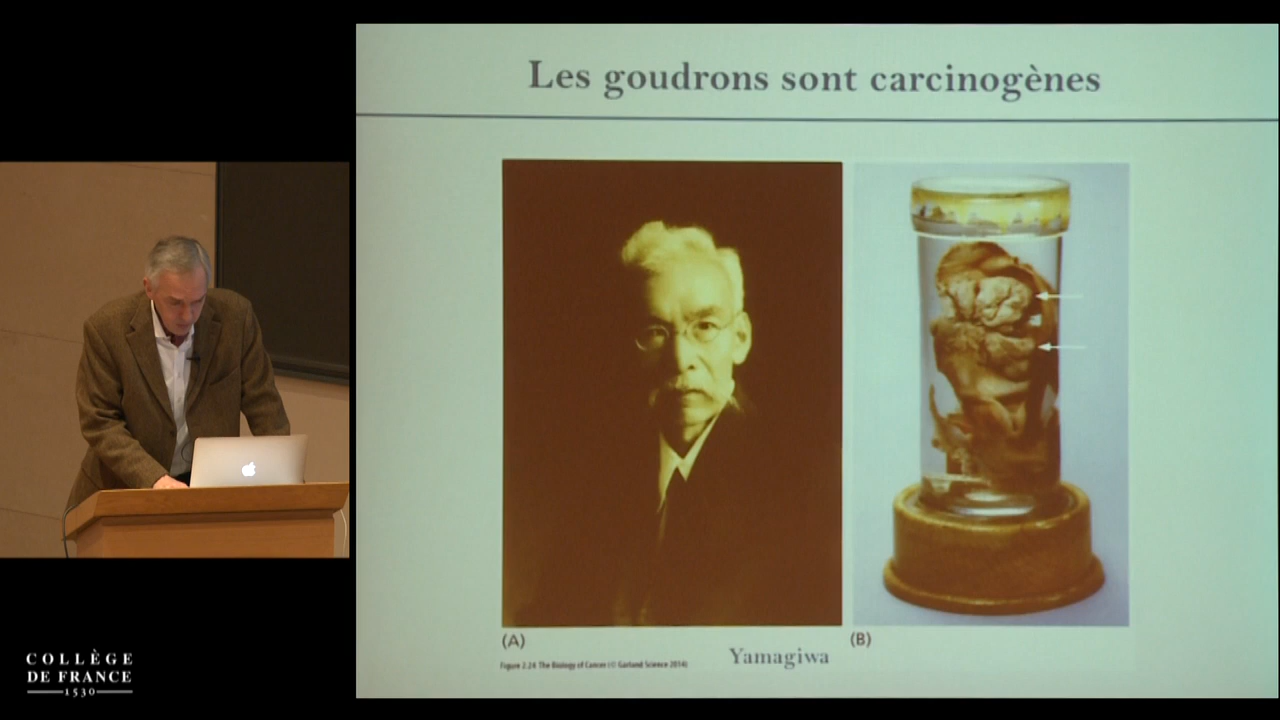 Les goudrons sont carcinogènes
(A)
(B)
Yamagiwa
Figure 2.24 The Biology of Cancer (© Garland Science 2014)
COLLÈGE
DE FRANCE
1530